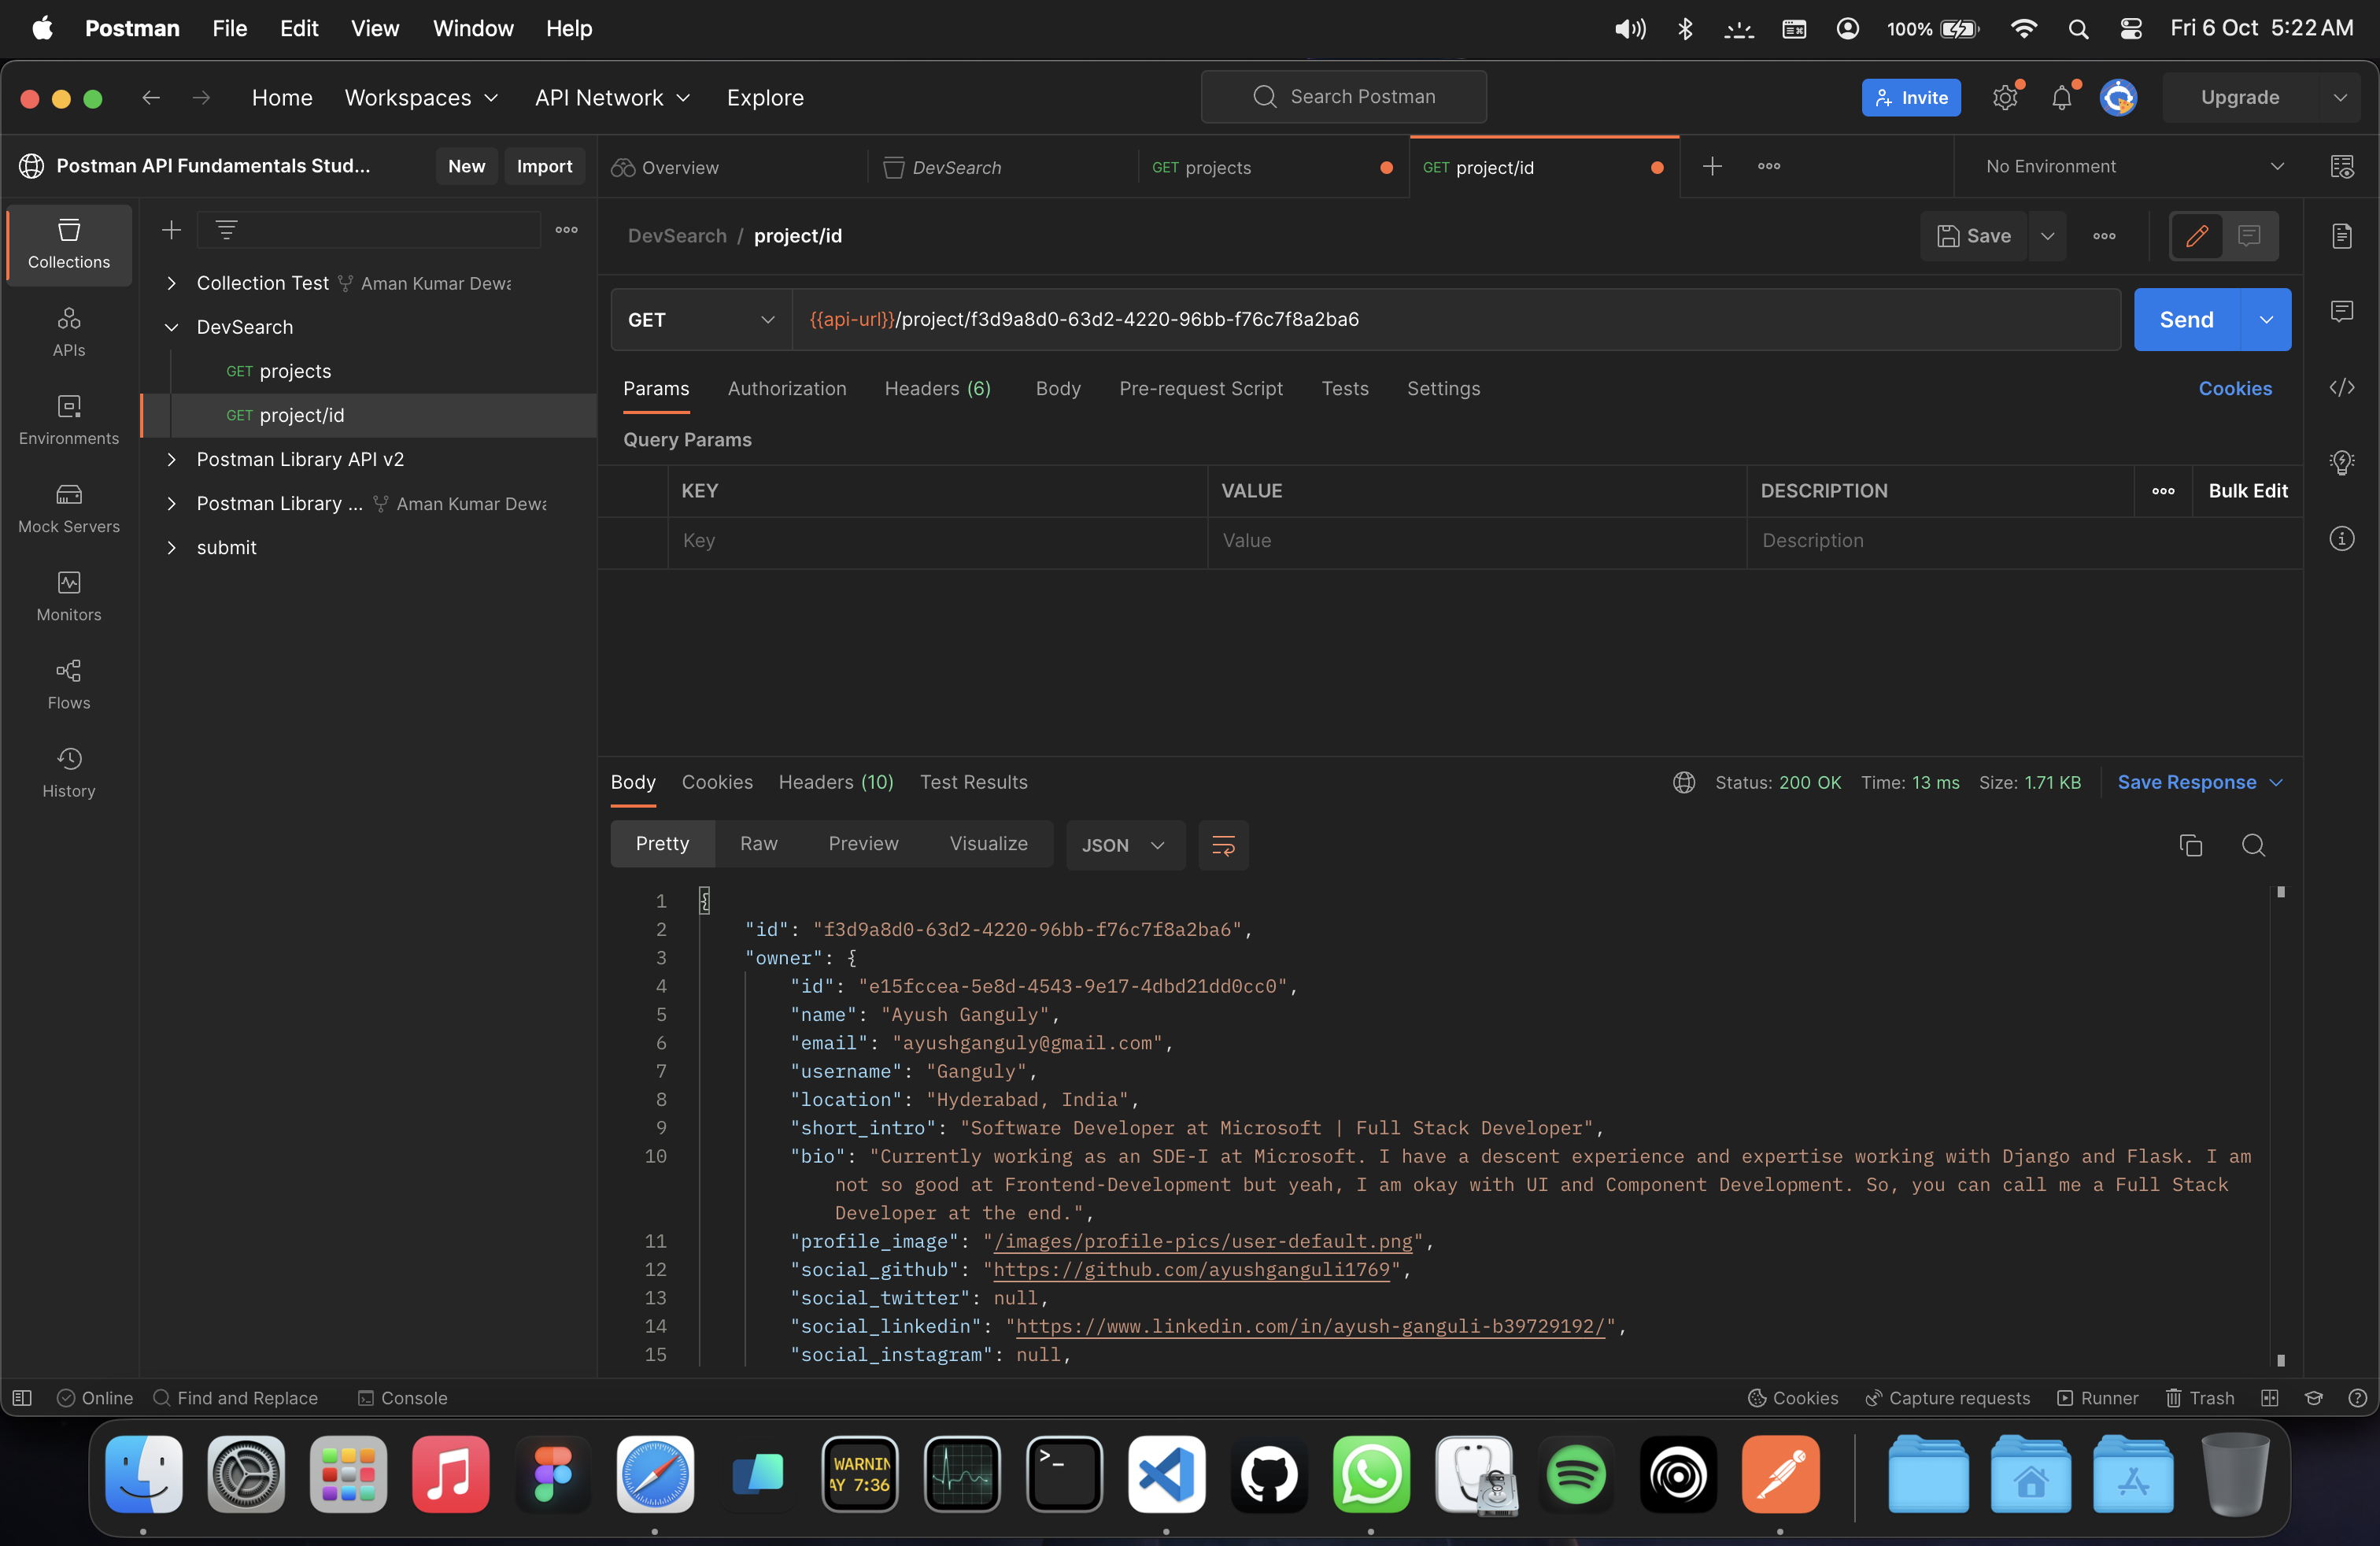 Postman File Edit View Window Help 100% Fri 6 Oct 5:22 AM
Home Workspaces API Network Explore Search Postman Invite Upgrade
Postman API Fundamentals Stud... New Import Overview DevSearch GET projects GET project/id No Environment
Collections
APIs
Environments
Mock Servers
Monitors
Flows
History
Collection Test Aman Kumar
DevSearch
GET projects
GET project/id
Postman Library API v2
Postman Library ... Aman Kumar
submit
DevSearch / project/id Save
GET {{api-url}}/project/f3d9a8d0-63d2-4220-96bb-f76c7f8a2ba6 Send
Params Authorization Headers (6) Body Pre-request Script Tests Settings Cookies
Query Params
KEY VALUE DESCRIPTION Bulk Edit
Key Value Description
Body Cookies Headers (10) Test Results Status: 200 OK Time: 13 ms Size: 1.71 KB Save Response
Pretty Raw Preview Visualize JSON
1 {
2 "id": "f3d9a8d0-63d2-4220-96bb-f76c7f8a2ba6",
3 "owner": {
4 "id": "e15fccea-5e8d-4543-9e17-4dbd21dd0cc0",
5 "name": "Ayush Ganguly",
6 "email": "ayushganguly@gmail.com",
7 "username": "Ganguly",
8 "location": "Hyderabad, India",
9 "short_intro": "Software Developer at Microsoft | Full Stack Developer",
10 "bio": "Currently working as an SDE-I at Microsoft. I have a descent experience and expertise working with Django and Flask. I am
not so good at Frontend-Development but yeah, I am okay with UI and Component Development. So, you can call me a Full Stack
Developer at the end.",
11 "profile_image": "/images/profile-pics/user-default.png",
12 "social_github": "https://github.com/ayushganguli1769",
13 "social_twitter": null,
14 "social_linkedin": "https://www.linkedin.com/in/ayush-ganguli-b39729192/",
15 "social_instagram": null,
Online Find and Replace Console Cookies Capture requests Runner Trash
WARNIN
AY 7:36